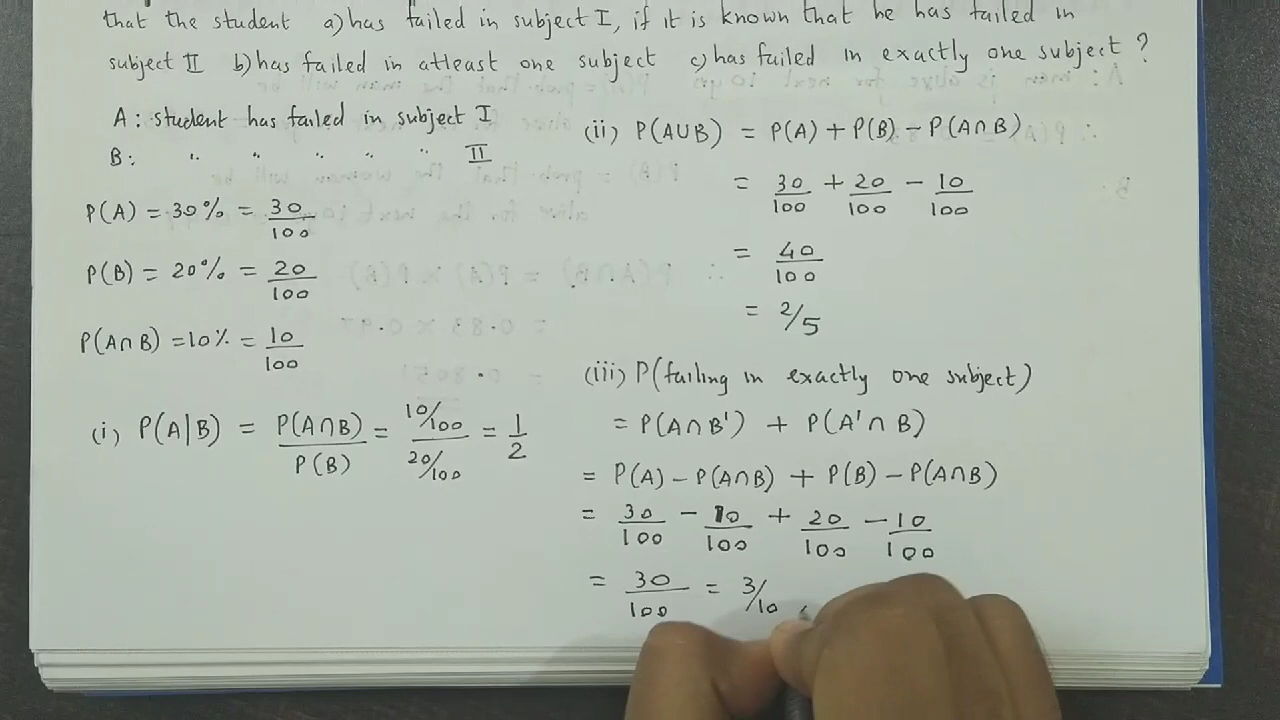 that the student a) has failed in subject I, if it is known that he has failed in
subject II b) has failed in atleast one subject c) has failed in exactly one subject ?
A : student has failed in subject I
B : " " " " " II
P(A) = 30% = 30/100
P(B) = 20% = 20/100
P(A∩B) = 10% = 10/100
(i) P(A|B) = P(A∩B)/P(B) = 10/100 / 20/100 = 1/2
(ii) P(A∪B) = P(A) + P(B) - P(A∩B)
= 30/100 + 20/100 - 10/100
= 40/100
= 2/5
(iii) P(failing in exactly one subject)
= P(A∩B') + P(A'∩B)
= P(A) - P(A∩B) + P(B) - P(A∩B)
= 30/100 - 10/100 + 20/100 - 10/100
= 30/100 = 3/10